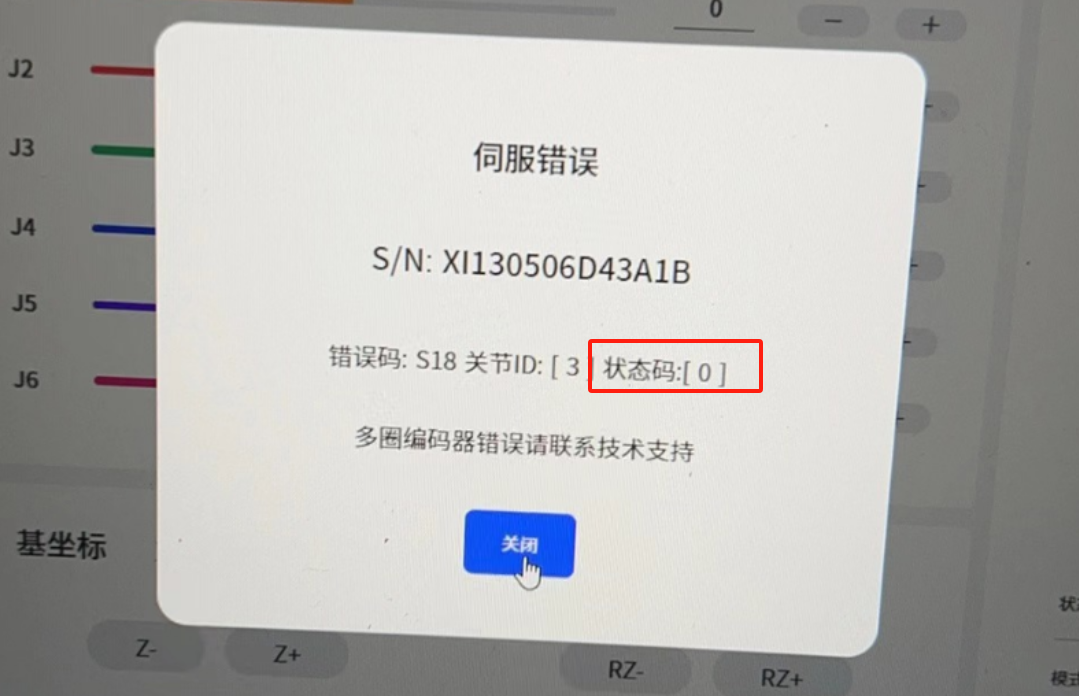 0
−
+
J2
J3
J4
J5
J6
伺服错误
S/N: XI130506D43A1B
错误码: S18 关节ID: [ 3 ] 状态码:[ 0 ]
多圈编码器错误请联系技术支持
关闭
基坐标
Z-
Z+
RZ-
RZ+
模式